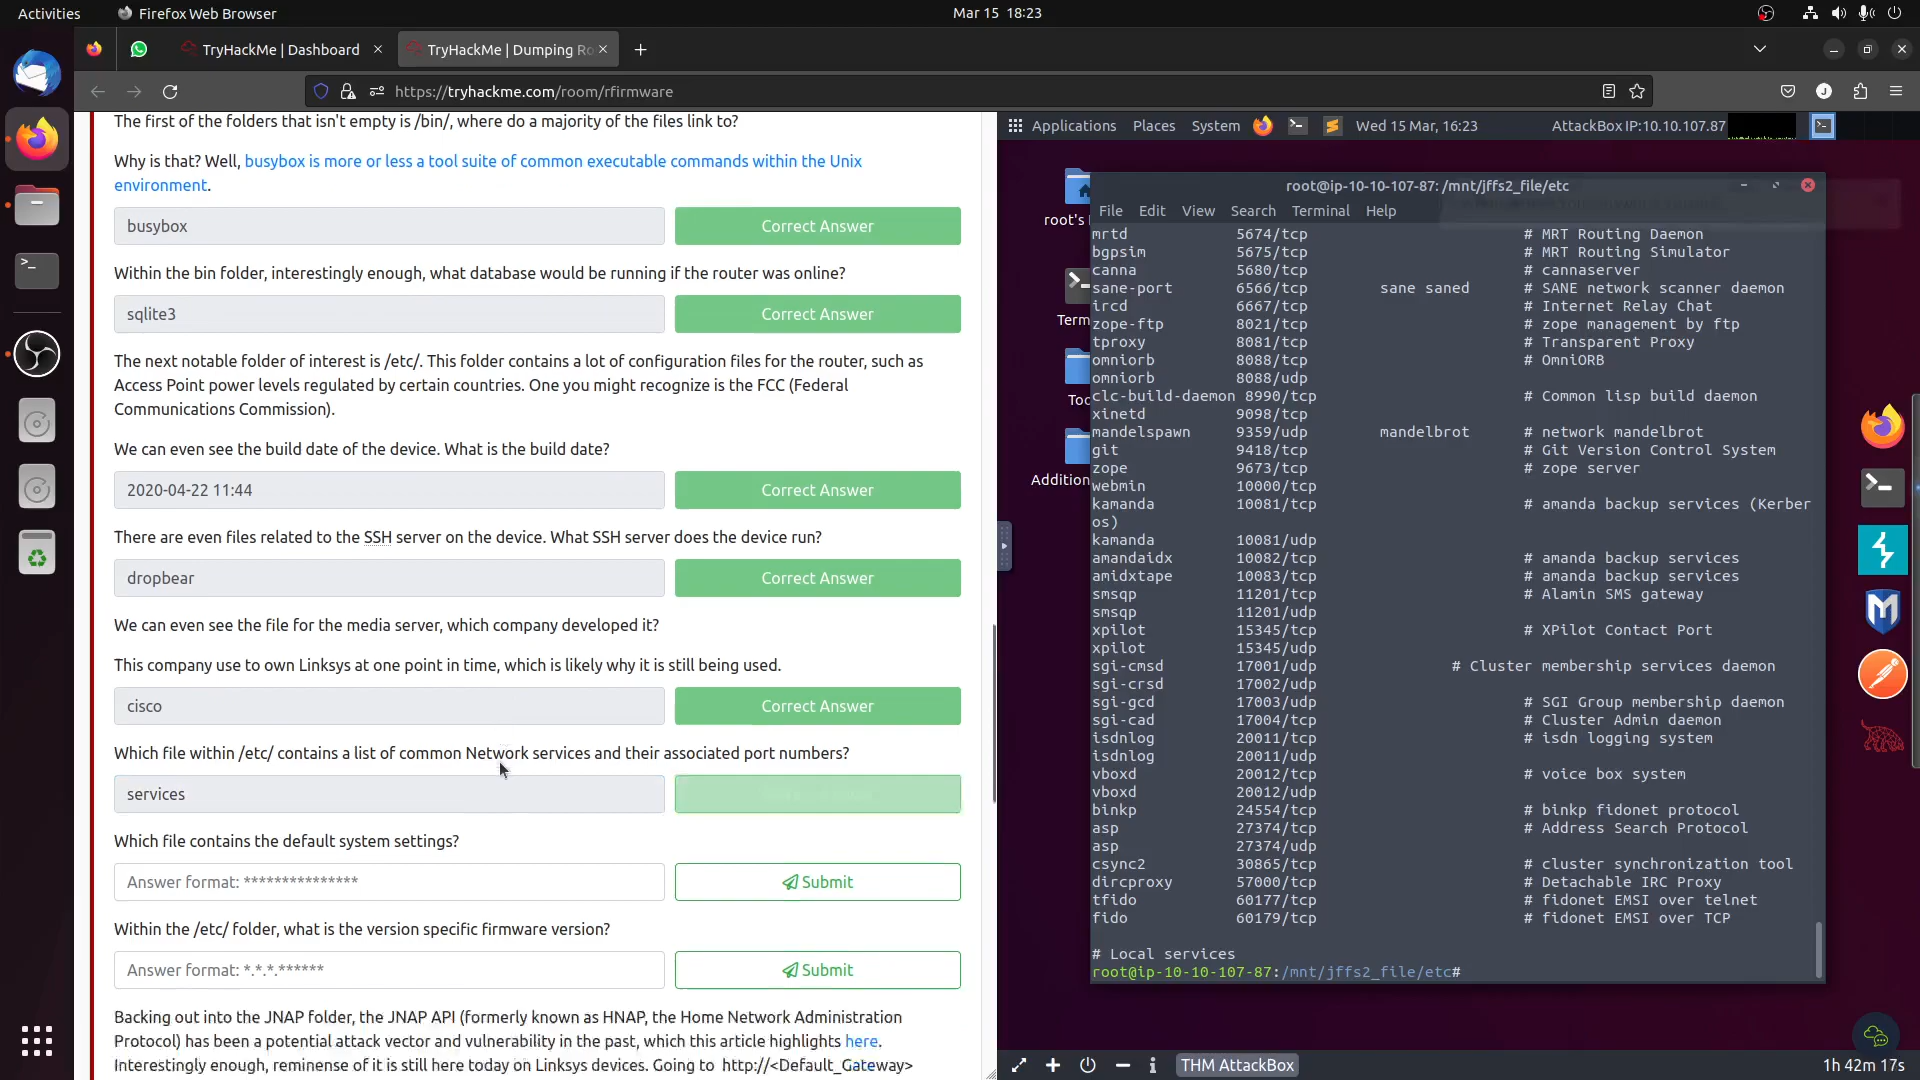 Activities
Firefox Web Browser
Mar 15 18:23
TryHackMe | Dashboard
TryHackMe | Dumping Ro
https://tryhackme.com/room/rfirmware
The first of the folders that isn't empty is /bin/, where do a majority of the files link to?
Why is that? Well, busybox is more or less a tool suite of common executable commands within the Unix
environment.
busybox
Correct Answer
Within the bin folder, interestingly enough, what database would be running if the router was online?
sqlite3
Correct Answer
The next notable folder of interest is /etc/. This folder contains a lot of configuration files for the router, such as
Access Point power levels regulated by certain countries. One you might recognize is the FCC (Federal
Communications Commission).
We can even see the build date of the device. What is the build date?
2020-04-22 11:44
Correct Answer
There are even files related to the SSH server on the device. What SSH server does the device run?
dropbear
Correct Answer
We can even see the file for the media server, which company developed it?
This company use to own Linksys at one point in time, which is likely why it is still being used.
cisco
Correct Answer
Which file within /etc/ contains a list of common Network services and their associated port numbers?
services
Which file contains the default system settings?
Answer format: ***************
Submit
Within the /etc/ folder, what is the version specific firmware version?
Answer format: *.*.*.******
Submit
Backing out into the JNAP folder, the JNAP API (formerly known as HNAP, the Home Network Administration
Protocol) has been a potential attack vector and vulnerability in the past, which this article highlights here.
Interestingly enough, reminense of it is still here today on Linksys devices. Going to http://<Default_Gateway>
Applications Places System
Wed 15 Mar, 16:23
AttackBox IP:10.10.107.87
root's
Term
Too
Addition
root@ip-10-10-107-87: /mnt/jffs2_file/etc
File Edit View Search Terminal Help
mrtd 5674/tcp # MRT Routing Daemon
bgpsim 5675/tcp # MRT Routing Simulator
canna 5680/tcp # cannaserver
sane-port 6566/tcp sane saned # SANE network scanner daemon
ircd 6667/tcp # Internet Relay Chat
zope-ftp 8021/tcp # zope management by ftp
tproxy 8081/tcp # Transparent Proxy
omniorb 8088/tcp # OmniORB
omniorb 8088/udp
clc-build-daemon 8990/tcp # Common lisp build daemon
xinetd 9098/tcp
mandelspawn 9359/udp mandelbrot # network mandelbrot
git 9418/tcp # Git Version Control System
zope 9673/tcp # zope server
webmin 10000/tcp
kamanda 10081/tcp # amanda backup services (Kerber
os)
kamanda 10081/udp
amandaidx 10082/tcp # amanda backup services
amidxtape 10083/tcp # amanda backup services
smsqp 11201/tcp # Alamin SMS gateway
smsqp 11201/udp
xpilot 15345/tcp # XPilot Contact Port
xpilot 15345/udp
sgi-cmsd 17001/udp # Cluster membership services daemon
sgi-crsd 17002/udp
sgi-gcd 17003/udp # SGI Group membership daemon
sgi-cad 17004/tcp # Cluster Admin daemon
isdnlog 20011/tcp # isdn logging system
isdnlog 20011/udp
vboxd 20012/tcp # voice box system
vboxd 20012/udp
binkp 24554/tcp # binkp fidonet protocol
asp 27374/tcp # Address Search Protocol
asp 27374/udp
csync2 30865/tcp # cluster synchronization tool
dircproxy 57000/tcp # Detachable IRC Proxy
tfido 60177/tcp # fidonet EMSI over telnet
fido 60179/tcp # fidonet EMSI over TCP
# Local services
root@ip-10-10-107-87:/mnt/jffs2_file/etc#
THM AttackBox
1h 42m 17s